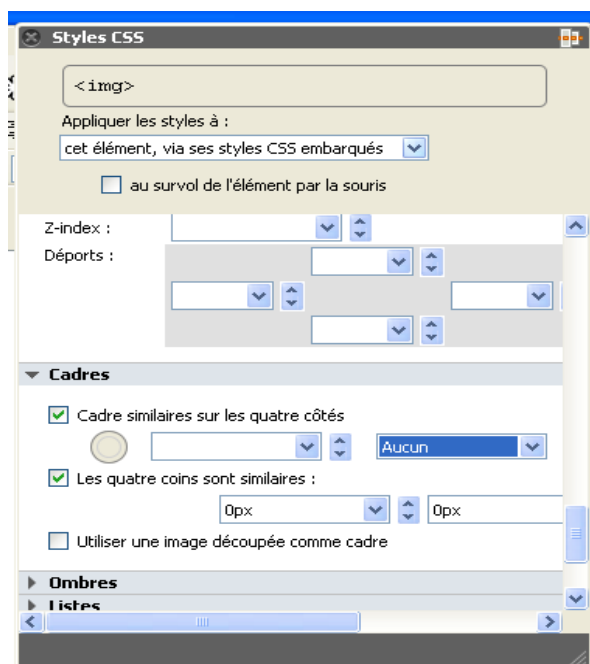 Styles CSS
<img>
Appliquer les styles à :
cet élément, via ses styles CSS embarqués
au survol de l'élément par la souris
Z-index :
Déports :
Cadres
Cadre similaires sur les quatre côtés
Aucun
Les quatre coins sont similaires :
0px 0px
Utiliser une image découpée comme cadre
Ombres
Listes